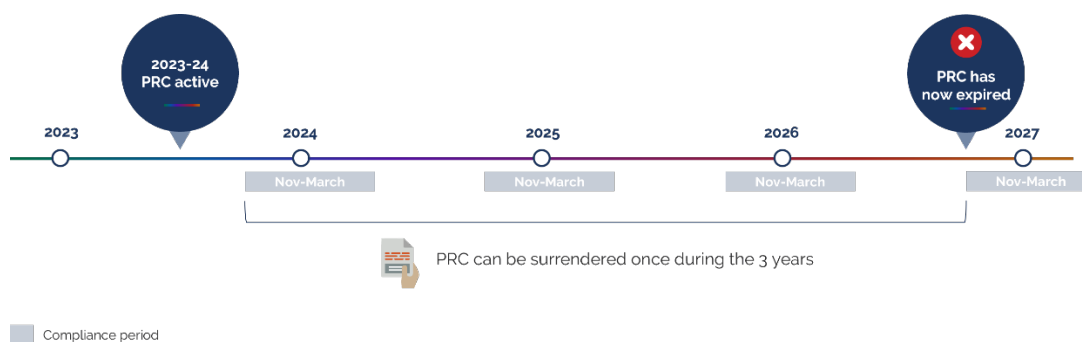 2023-24
PRC active
PRC has
now expired
2023
2024
2025
2026
2027
Nov-March
Nov-March
Nov-March
Nov-March
PRC can be surrendered once during the 3 years
Compliance period